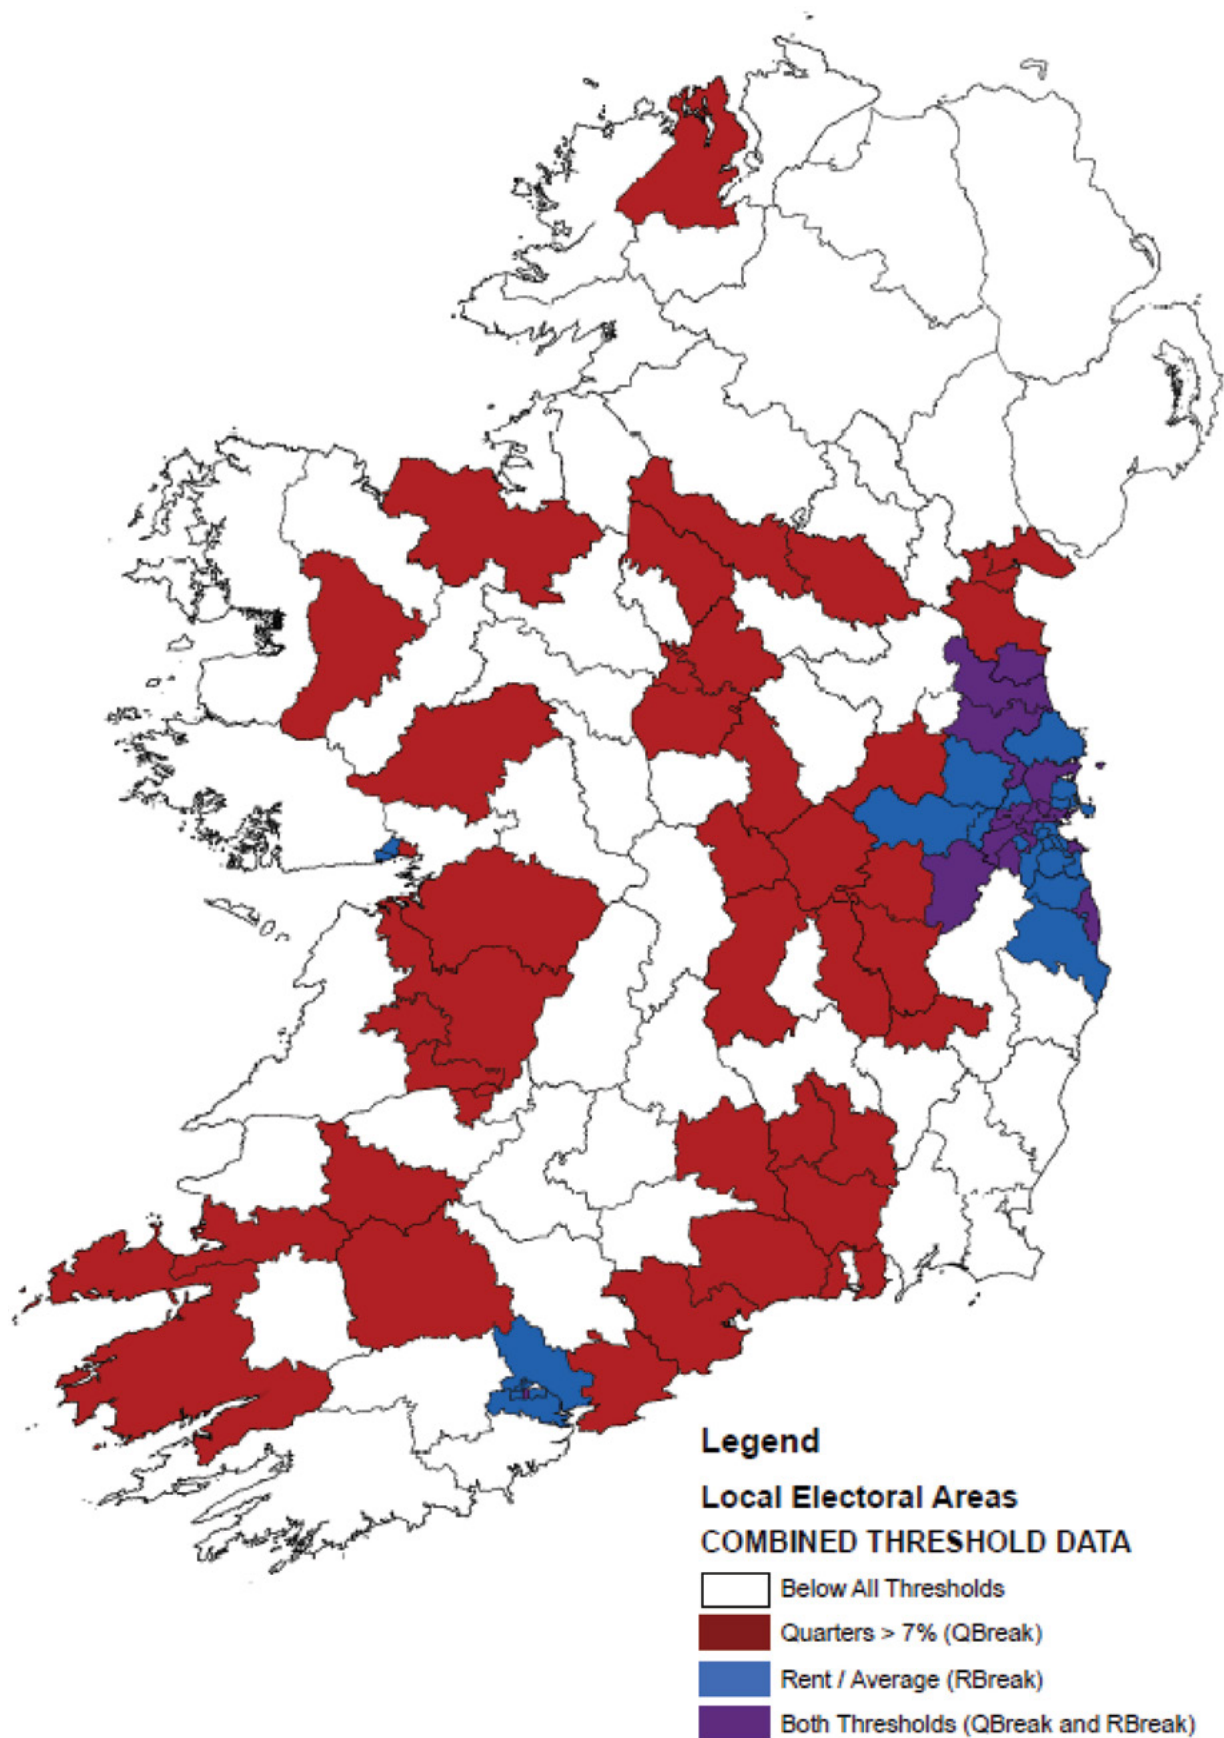 Legend
Local Electoral Areas
COMBINED THRESHOLD DATA
Below All Thresholds
Quarters > 7% (QBreak)
Rent / Average (RBreak)
Both Thresholds (QBreak and RBreak)